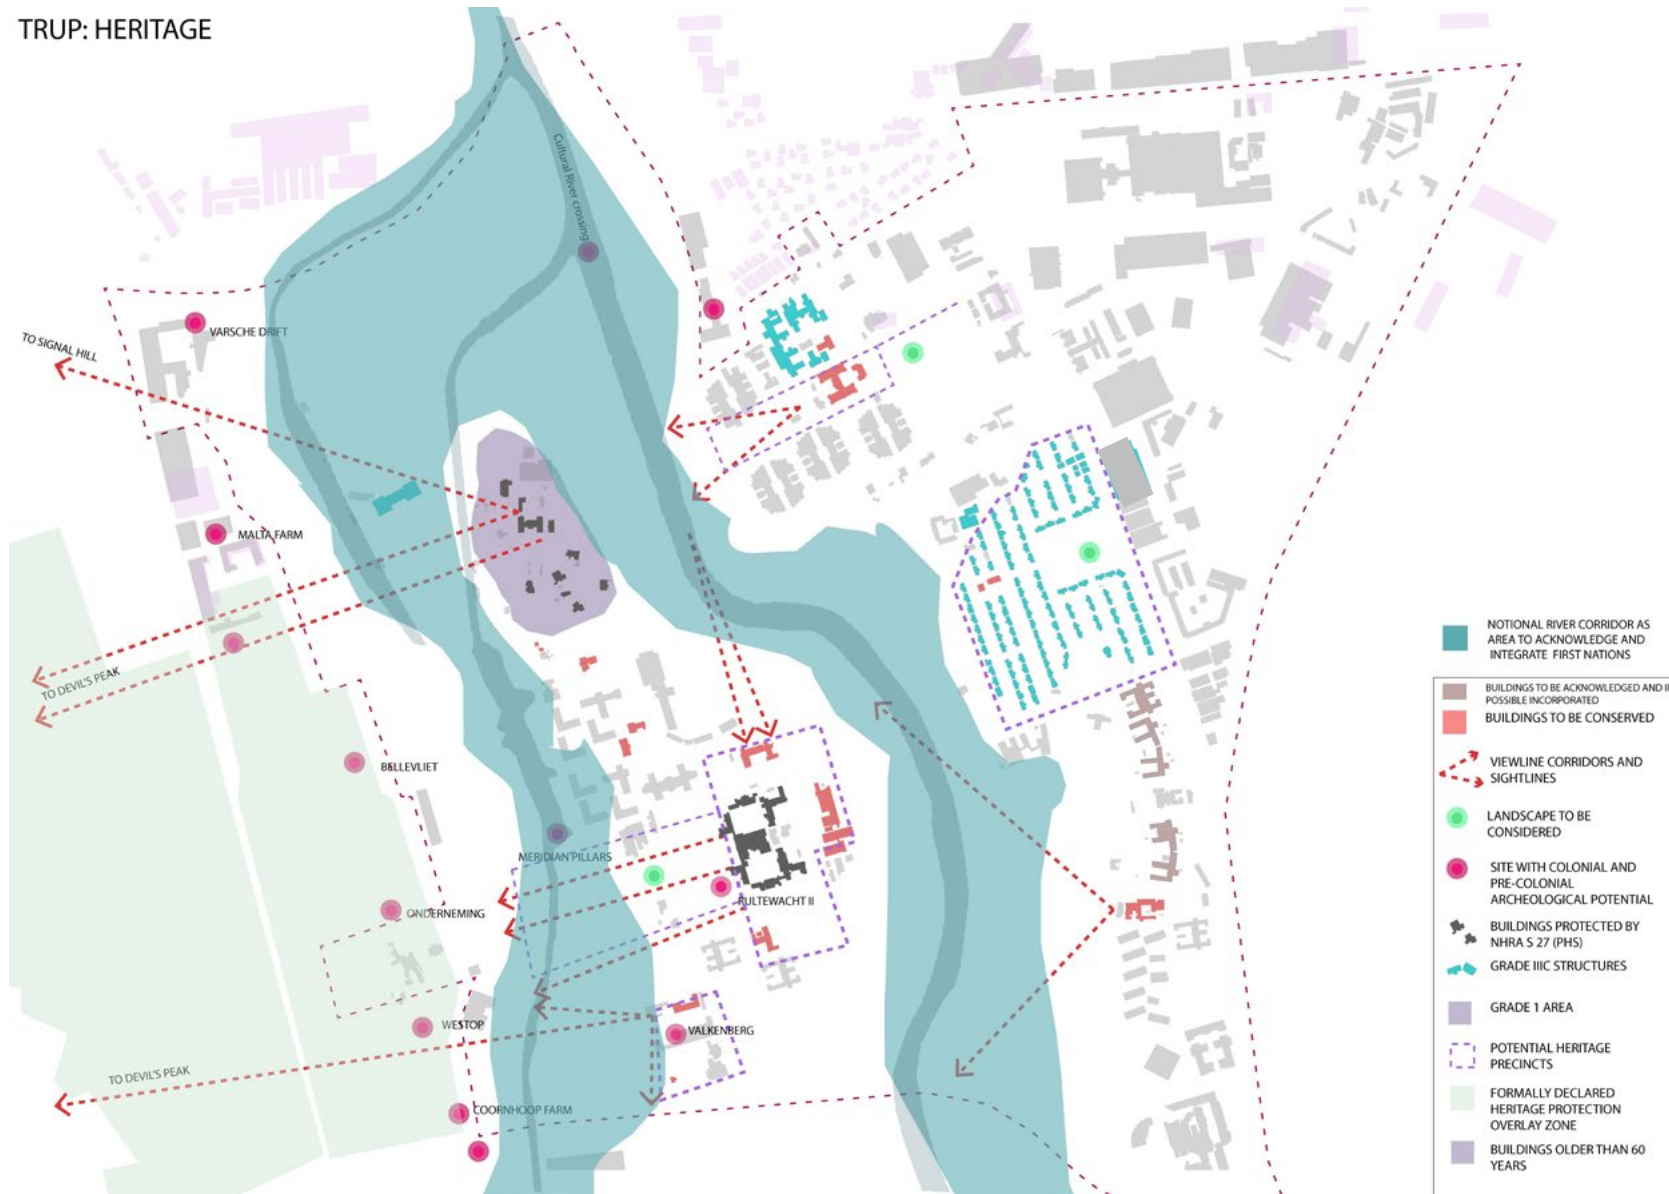 TRUP: HERITAGE
Cultural River crossing
VARSCHE DRIFT
TO SIGNAL HILL
MALTA FARM
TO DEVIL'S PEAK
BELLEVLIET
MERIDIAN PILLARS
RULTEWACHT II
ONDERNEMING
WESTOP
VALKENBERG
TO DEVIL'S PEAK
COORNHOOP FARM
NOTIONAL RIVER CORRIDOR AS
AREA TO ACKNOWLEDGE AND
INTEGRATE FIRST NATIONS
BUILDINGS TO BE ACKNOWLEDGED AND IF
POSSIBLE INCORPORATED
BUILDINGS TO BE CONSERVED
VIEWLINE CORRIDORS AND
SIGHTLINES
LANDSCAPE TO BE
CONSIDERED
SITE WITH COLONIAL AND
PRE-COLONIAL
ARCHEOLOGICAL POTENTIAL
BUILDINGS PROTECTED BY
NHRA S 27 (PHS)
GRADE IIIC STRUCTURES
GRADE 1 AREA
POTENTIAL HERITAGE
PRECINCTS
FORMALLY DECLARED
HERITAGE PROTECTION
OVERLAY ZONE
BUILDINGS OLDER THAN 60
YEARS